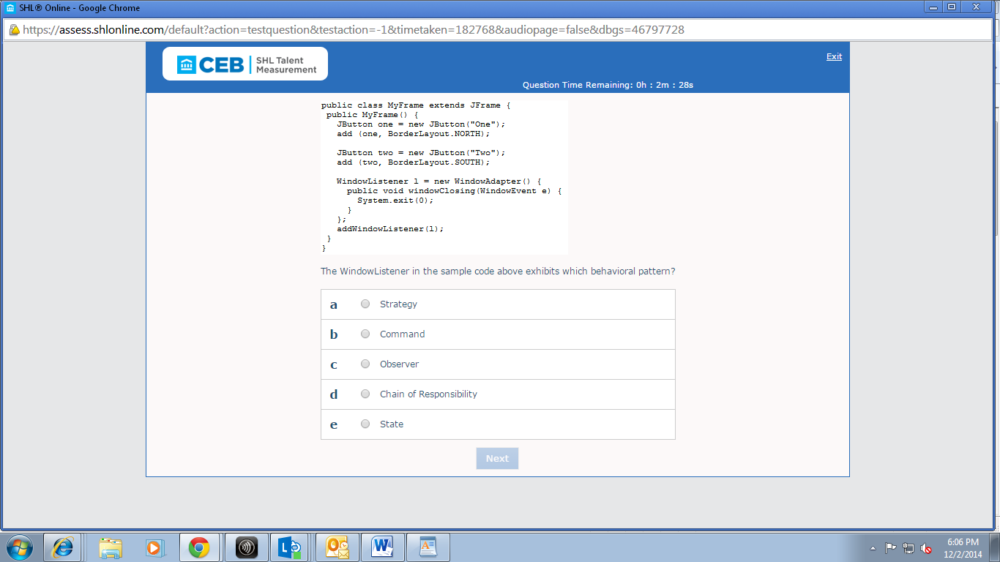 SHL® Online - Google Chrome
https://assess.shlonline.com/default?action=testquestion&testaction=-1&timetaken=182768&audiopage=false&dbgs=46797728
CEB SHL Talent
Measurement
Exit
Question Time Remaining: 0h : 2m : 28s
public class MyFrame extends JFrame {
public MyFrame() {
JButton one = new JButton("One");
add (one, BorderLayout.NORTH);
JButton two = new JButton("Two");
add (two, BorderLayout.SOUTH);
WindowListener l = new WindowAdapter() {
public void windowClosing(WindowEvent e) {
System.exit(0);
}
};
addWindowListener(l);
}
}
The WindowListener in the sample code above exhibits which behavioral pattern?
a Strategy
b Command
c Observer
d Chain of Responsibility
e State
Next
6:06 PM
12/2/2014